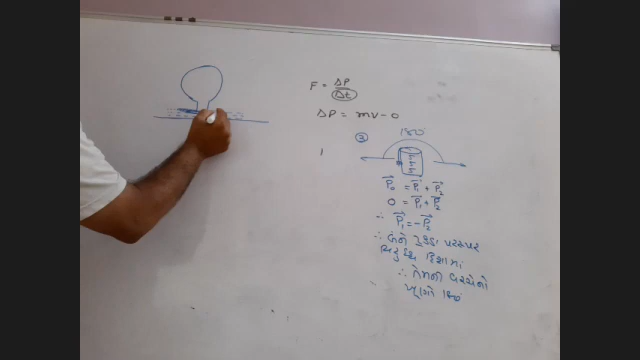 F = ΔP/Δt
ΔP = mv - 0
③
180°
P₀ = P₁ + P₂
0 = P₁ + P₂
∴ P₁ = - P₂
∴ બંને ટુકડા પરસ્પર
વિરુદ્ધ દિશામાં
∴ તેમની વચ્ચેનો
ખૂણો 180